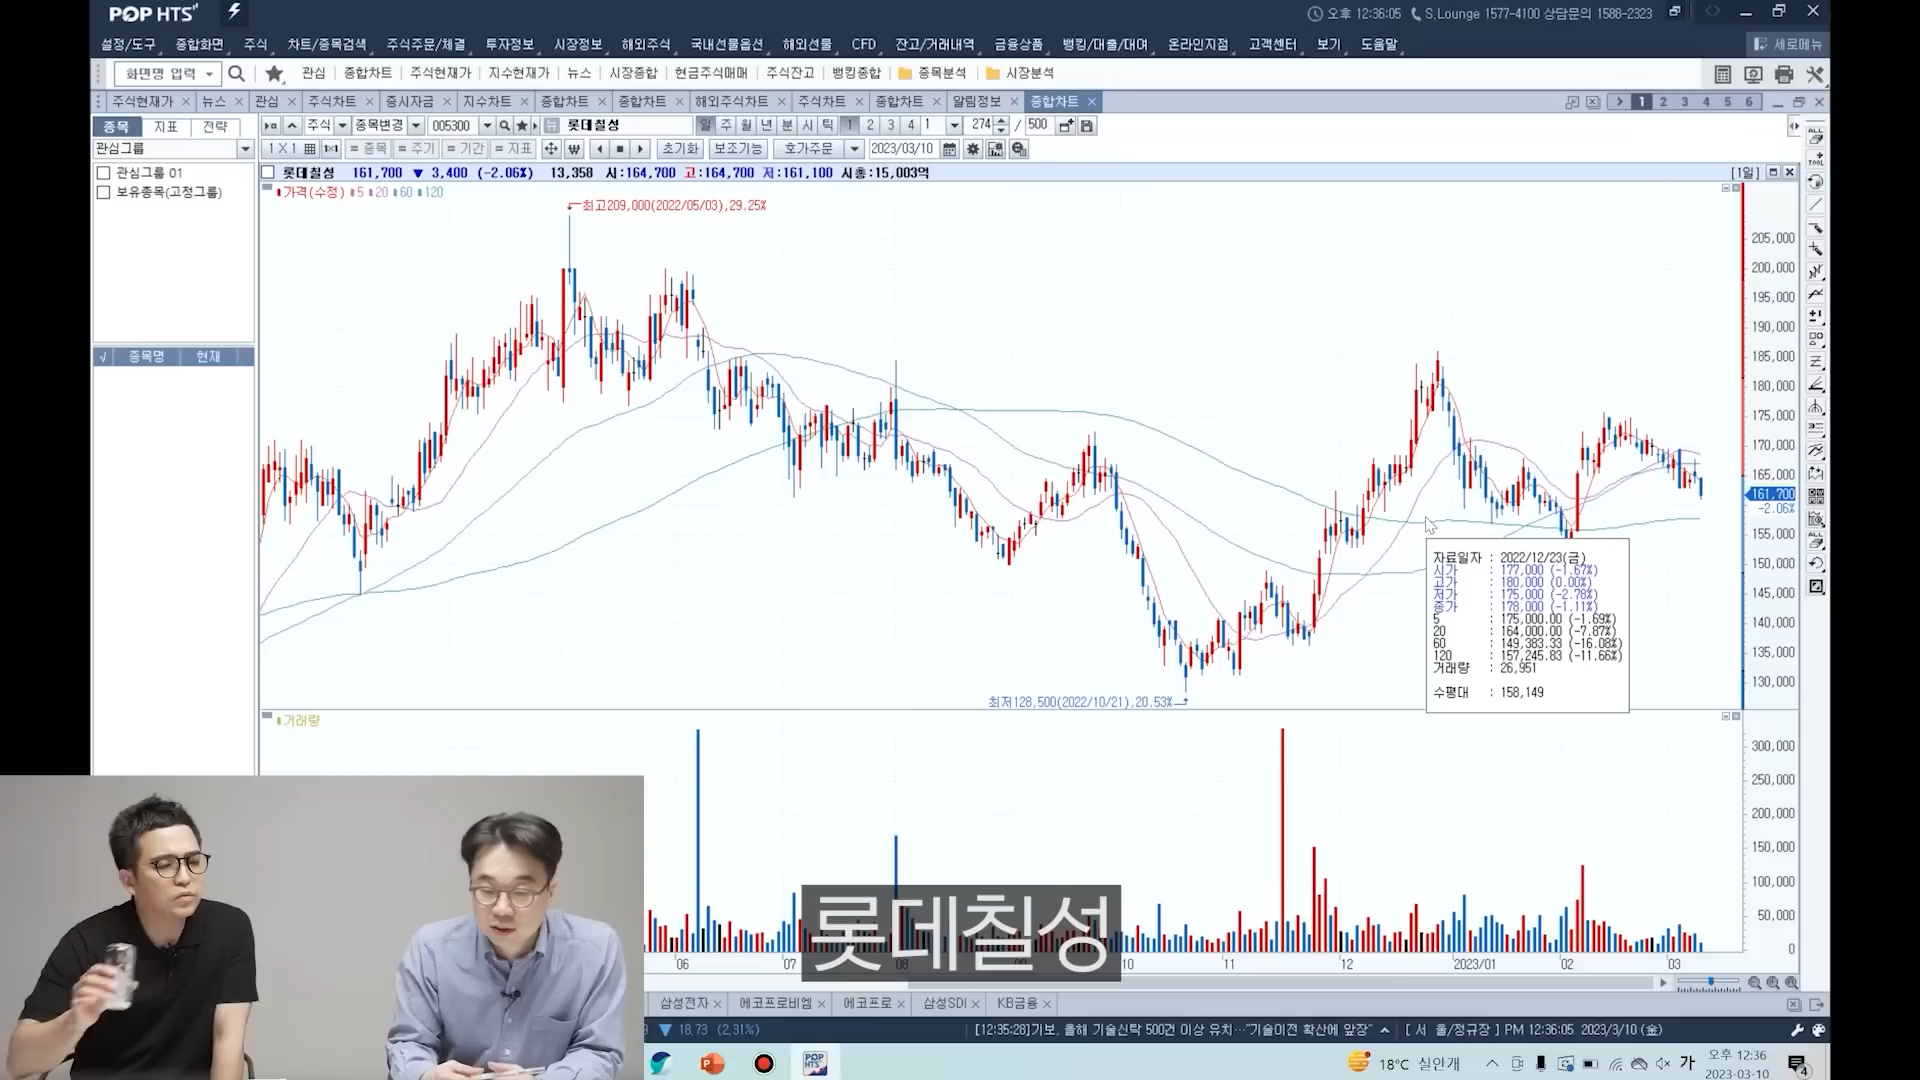 POP HTS
오후 12:36:05 S.Lounge 1577-4100 상담문의 1588-2323
설정/도구 종합화면 주식 차트/종목검색 주식주문/체결 투자정보 시장정보 해외주식 국내선물옵션 해외선물 CFD 잔고/거래내역 금융상품 뱅킹/대출/대여 온라인지점 고객센터 보기 도움말 세로메뉴
화면명 입력 관심 종합차트 주식현재가 지수현재가 뉴스 시장종합 현금주식매매 주식잔고 뱅킹종합 종목분석 시장분석
주식현재가 뉴스 관심 주식차트 증시자금 지수차트 종합차트 종합차트 해외주식차트 주식차트 종합차트 알림정보 종합차트 1 2 3 4 5 6
종목 지표 전략 주식 종목변경 005300 롯데칠성 일 주 월 년 분 시 틱 1 2 3 4 1 274 / 500
관심그룹 1 X 1 = 종목 = 주기 = 기간 = 지표 ₩ 초기화 보조기능 호가주문 2023/03/10
관심그룹 01
보유종목(고정그룹)
롯데칠성 161,700 ▼ 3,400 (-2.06%) 13,358 시:164,700 고:164,700 저:161,100 시총:15,003억 [1일]
가격(수정) 5 20 60 120
최고209,000(2022/05/03),29.25%
205,000
200,000
195,000
190,000
185,000
180,000
175,000
170,000
165,000
161,700
-2.06%
155,000
150,000
145,000
140,000
135,000
130,000
√ 종목명 현재
자료일자 : 2022/12/23(금)
시가 : 177,000 (-1.67%)
고가 : 180,000 (0.00%)
저가 : 175,000 (-2.78%)
종가 : 178,000 (-1.11%)
5 : 175,000.00 (-1.69%)
20 : 164,000.00 (-7.87%)
60 : 149,383.33 (-16.08%)
120 : 157,245.83 (-11.66%)
거래량 : 26,951
수평대 : 158,149
최저128,500(2022/10/21),20.53%
거래량
300,000
250,000
200,000
150,000
100,000
50,000
0
롯데칠성
06 07 08 10 11 12 2023/01 02 03
삼성전자 에코프로비엠 에코프로 삼성SDI KB금융
▼ 18,73 (2,31%) [12:35:28]기보, 올해 기술신탁 500건 이상 유치…"기술이전 확산에 앞장" [ 서 울/정규장 ] PM 12:36:05 2023/3/10 (금)
POP HTS
18°C 실안개 가 오후 12:36
2023-03-10
4